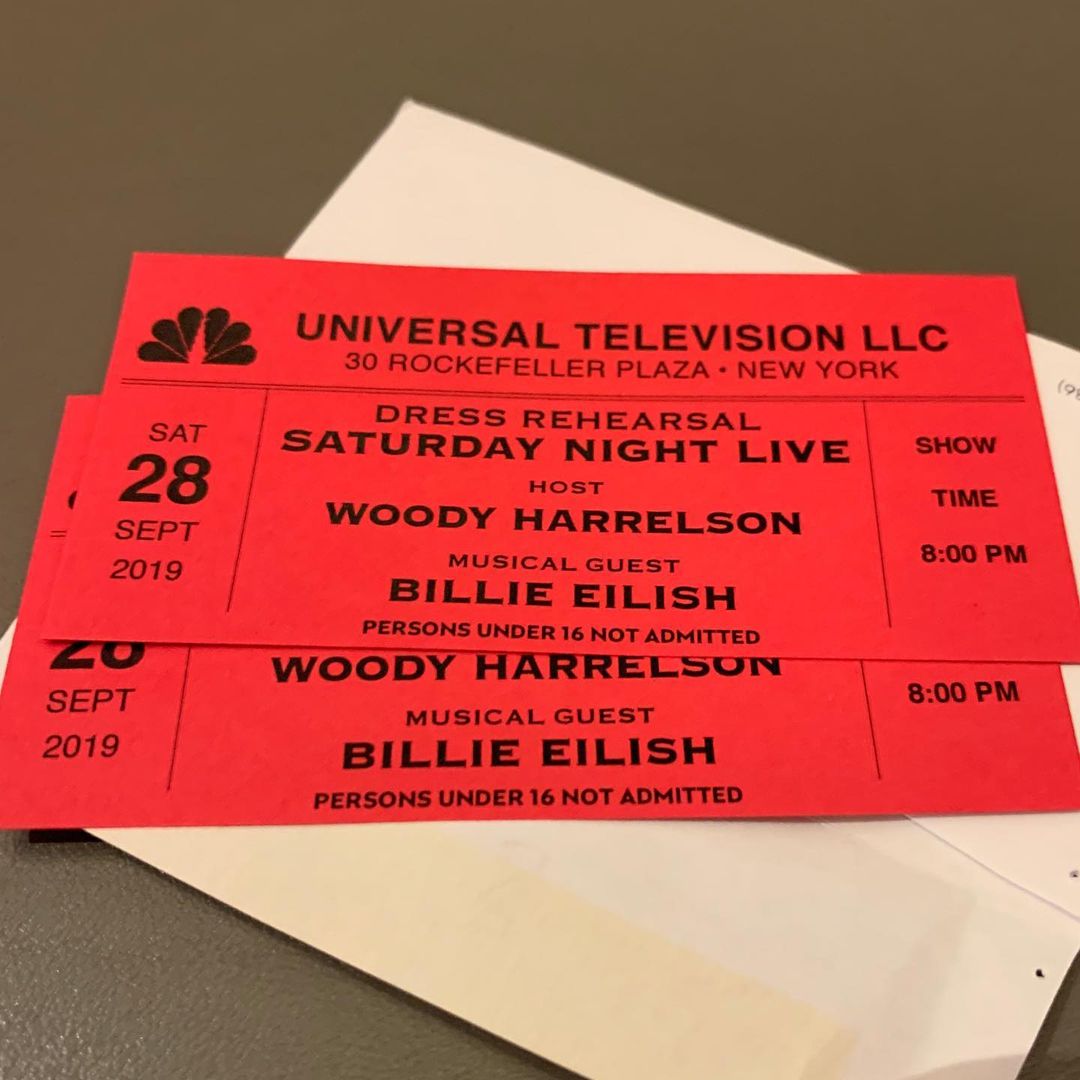 UNIVERSAL TELEVISION LLC
30 ROCKEFELLER PLAZA • NEW YORK
SAT
28
SEPT
2019
DRESS REHEARSAL
SATURDAY NIGHT LIVE
HOST
WOODY HARRELSON
MUSICAL GUEST
BILLIE EILISH
PERSONS UNDER 16 NOT ADMITTED
SHOW
TIME
8:00 PM
28
SEPT
2019
WOODY HARRELSON
MUSICAL GUEST
BILLIE EILISH
PERSONS UNDER 16 NOT ADMITTED
8:00 PM